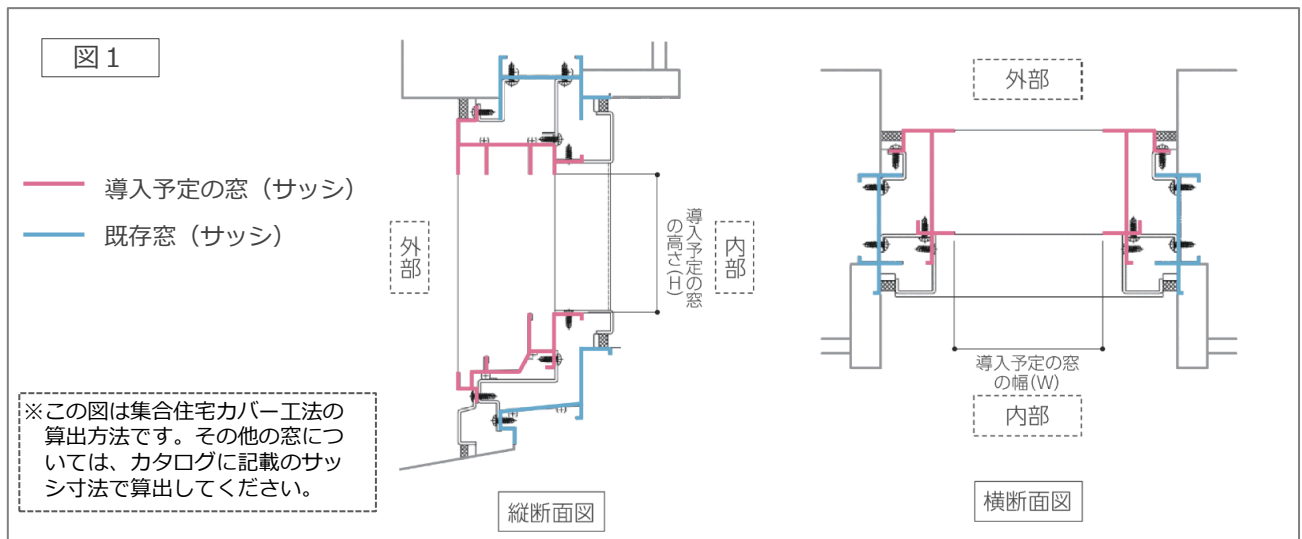 図1
導入予定の窓（サッシ）
既存窓（サッシ）
※この図は集合住宅カバー工法の
算出方法です。その他の窓につ
いては、カタログに記載のサッ
シ寸法で算出してください。
外部
導入予定の窓
の高さ(H)
内部
縦断面図
外部
導入予定の窓
の幅(W)
内部
横断面図